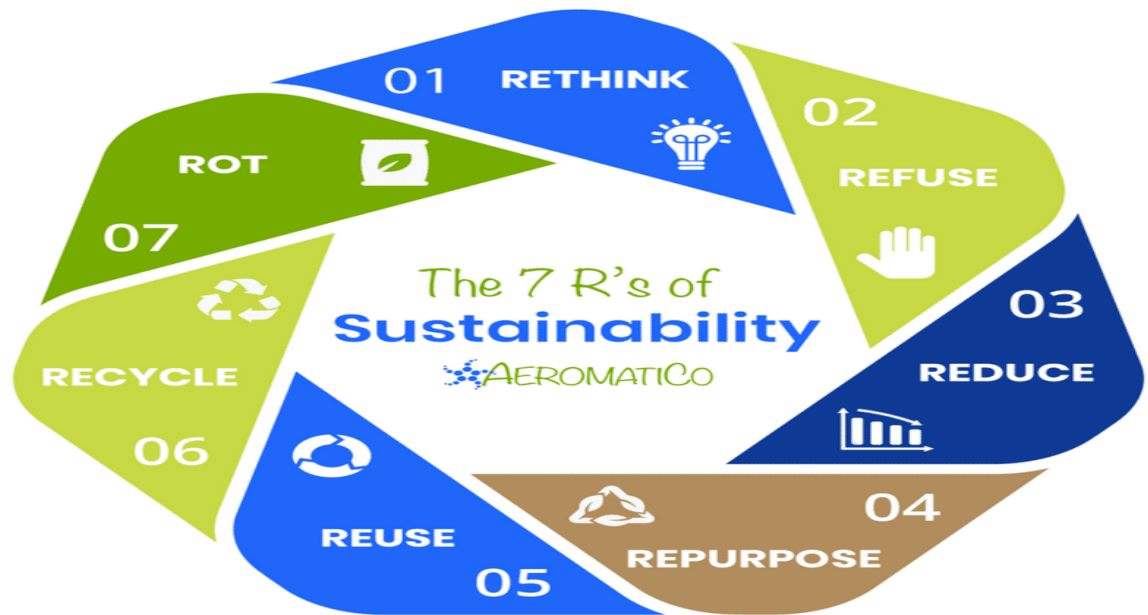 The 7 R's of
Sustainability
AEROMATICO
01 RETHINK
02
REFUSE
03
REDUCE
04
REPURPOSE
REUSE
05
RECYCLE
06
ROT
07